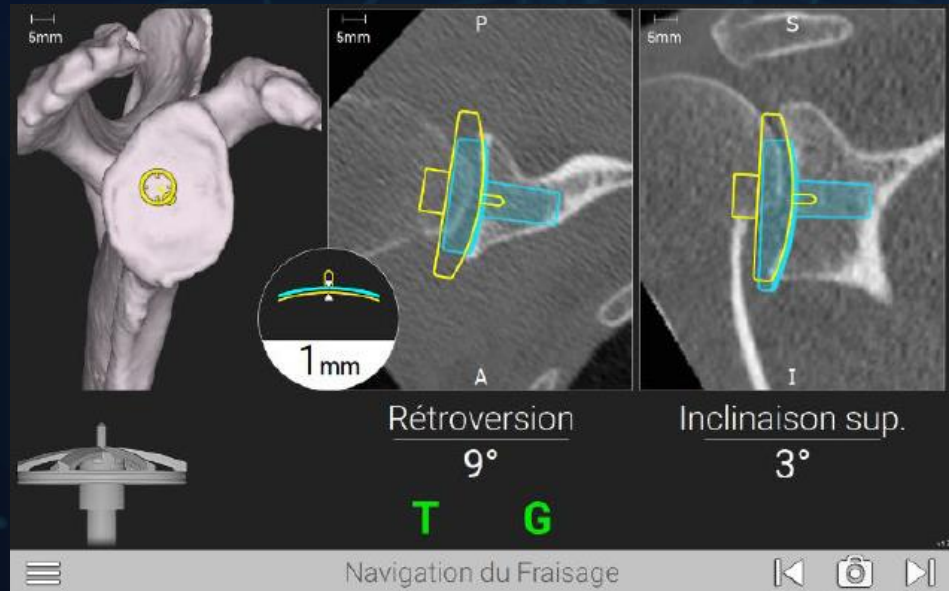 5mm
5mm
P
5mm
S
1mm
A
I
Rétroversion
Inclinaison sup.
9°
3°
T G
Navigation du Fraisage